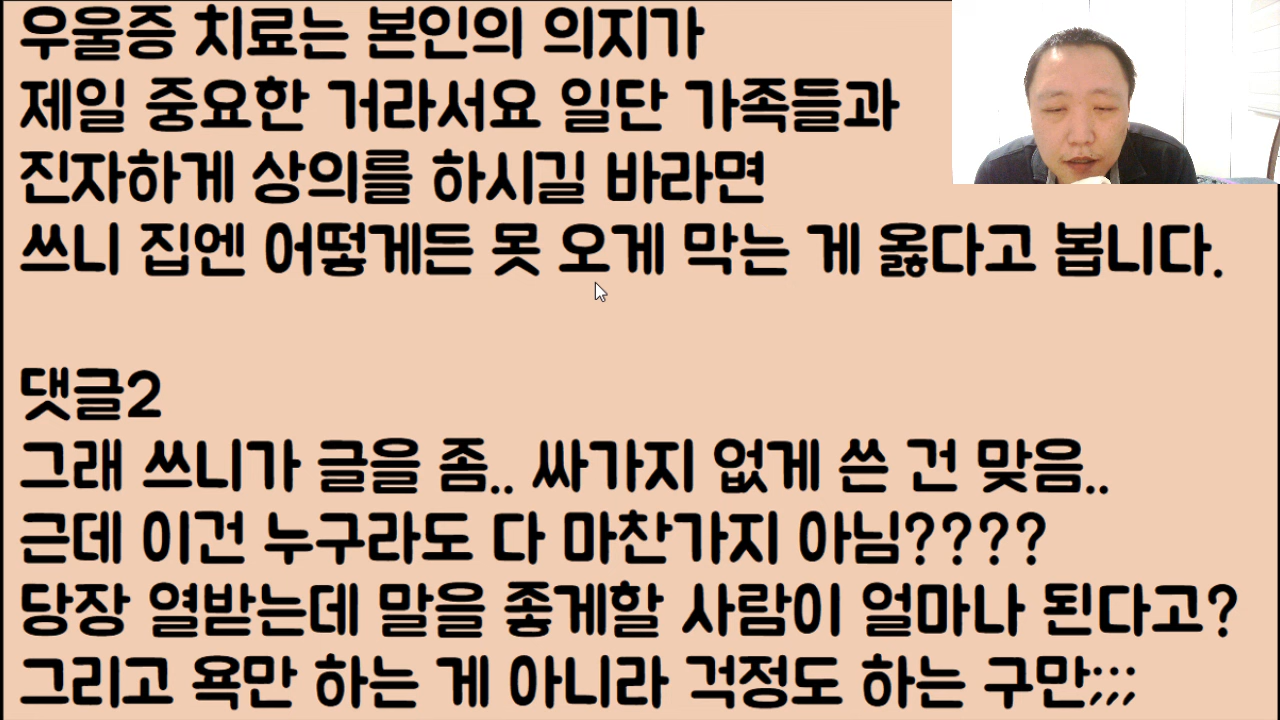 우울증 치료는 본인의 의지가
제일 중요한 거라서요 일단 가족들과
진자하게 상의를 하시길 바라면
쓰니 집엔 어떻게든 못 오게 막는 게 옳다고 봅니다.
댓글2
그래 쓰니가 글을 좀.. 싸가지 없게 쓴 건 맞음..
근데 이건 누구라도 다 마찬가지 아님????
당장 열받는데 말을 좋게할 사람이 얼마나 된다고?
그리고 욕만 하는 게 아니라 걱정도 하는 구만;;;